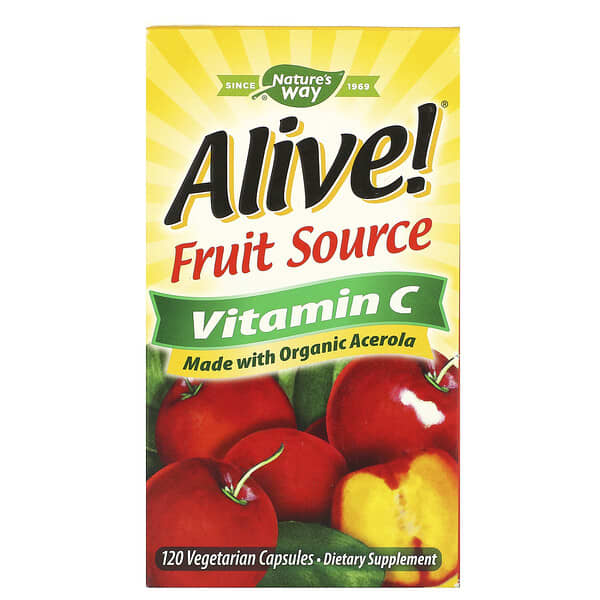 SINCE Nature's Way® 1969
Alive!®
Fruit Source
Vitamin C
Made with Organic Acerola
120 Vegetarian Capsules • Dietary Supplement